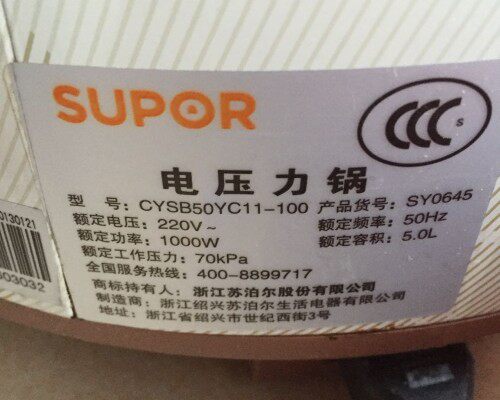 SUPOR
CCC S
电压力锅
型 号: CYSB50YC11-100 产品货号: SY0645
额定电压: 220V~ 额定频率: 50Hz
额定功率: 1000W 额定容积: 5.0L
额定工作压力: 70kPa
全国服务热线: 400-8899717
商标持有人: 浙江苏泊尔股份有限公司
制造商: 浙江绍兴苏泊尔生活电器有限公司
地址: 浙江省绍兴市世纪西街3号
0130121
303032